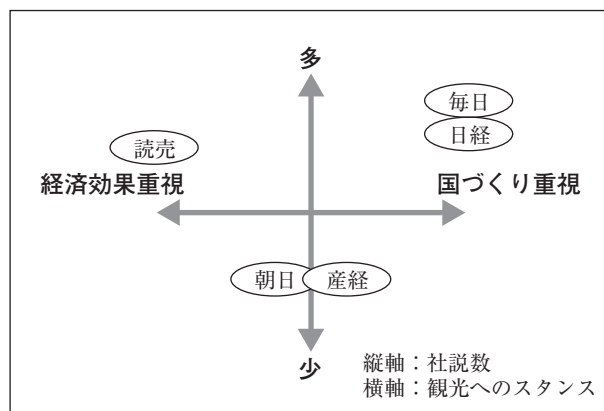 多
毎日
日経
読売
経済効果重視
国づくり重視
朝日
産経
少
縦軸：社説数
横軸：観光へのスタンス